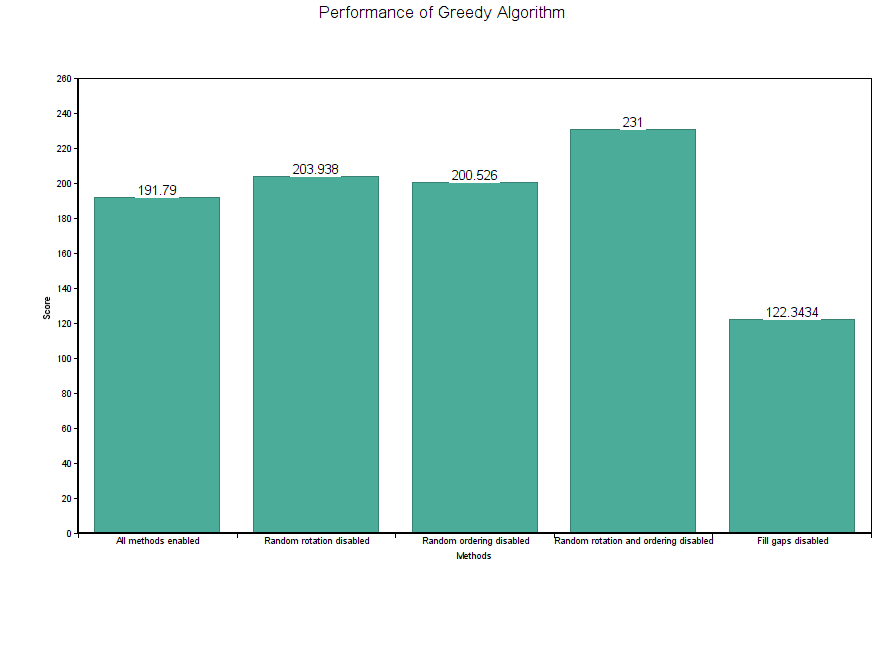 Performance of Greedy Algorithm
260
240
220
200
180
160
140
120
100
80
60
40
20
0
Score
191.79
203.938
200.526
231
122.3434
All methods enabled
Random rotation disabled
Random ordering disabled
Random rotation and ordering disabled
Fill gaps disabled
Methods